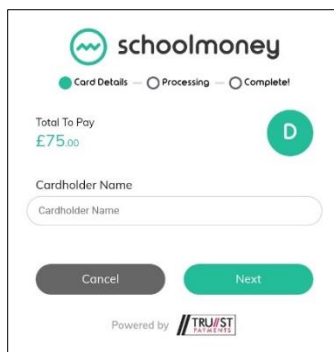 schoolmoney
Card Details Processing Complete!
Total To Pay
£75.00
D
Cardholder Name
Cardholder Name
Cancel Next
Powered by TRUST
PAYMENTS